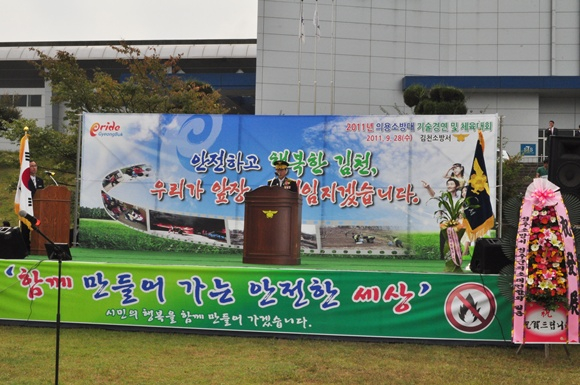 pride
GyeongBuk
2011년 의용소방대 기술경연 및 체육대회
2011. 9. 28(수) 김천소방서
안전하고 행복한 김천,
우리가 앞장 임지겠습니다.
'함께 만들어 가는 안전한 세상'
시민의 행복을 함께 만들어 가겠습니다.
祝